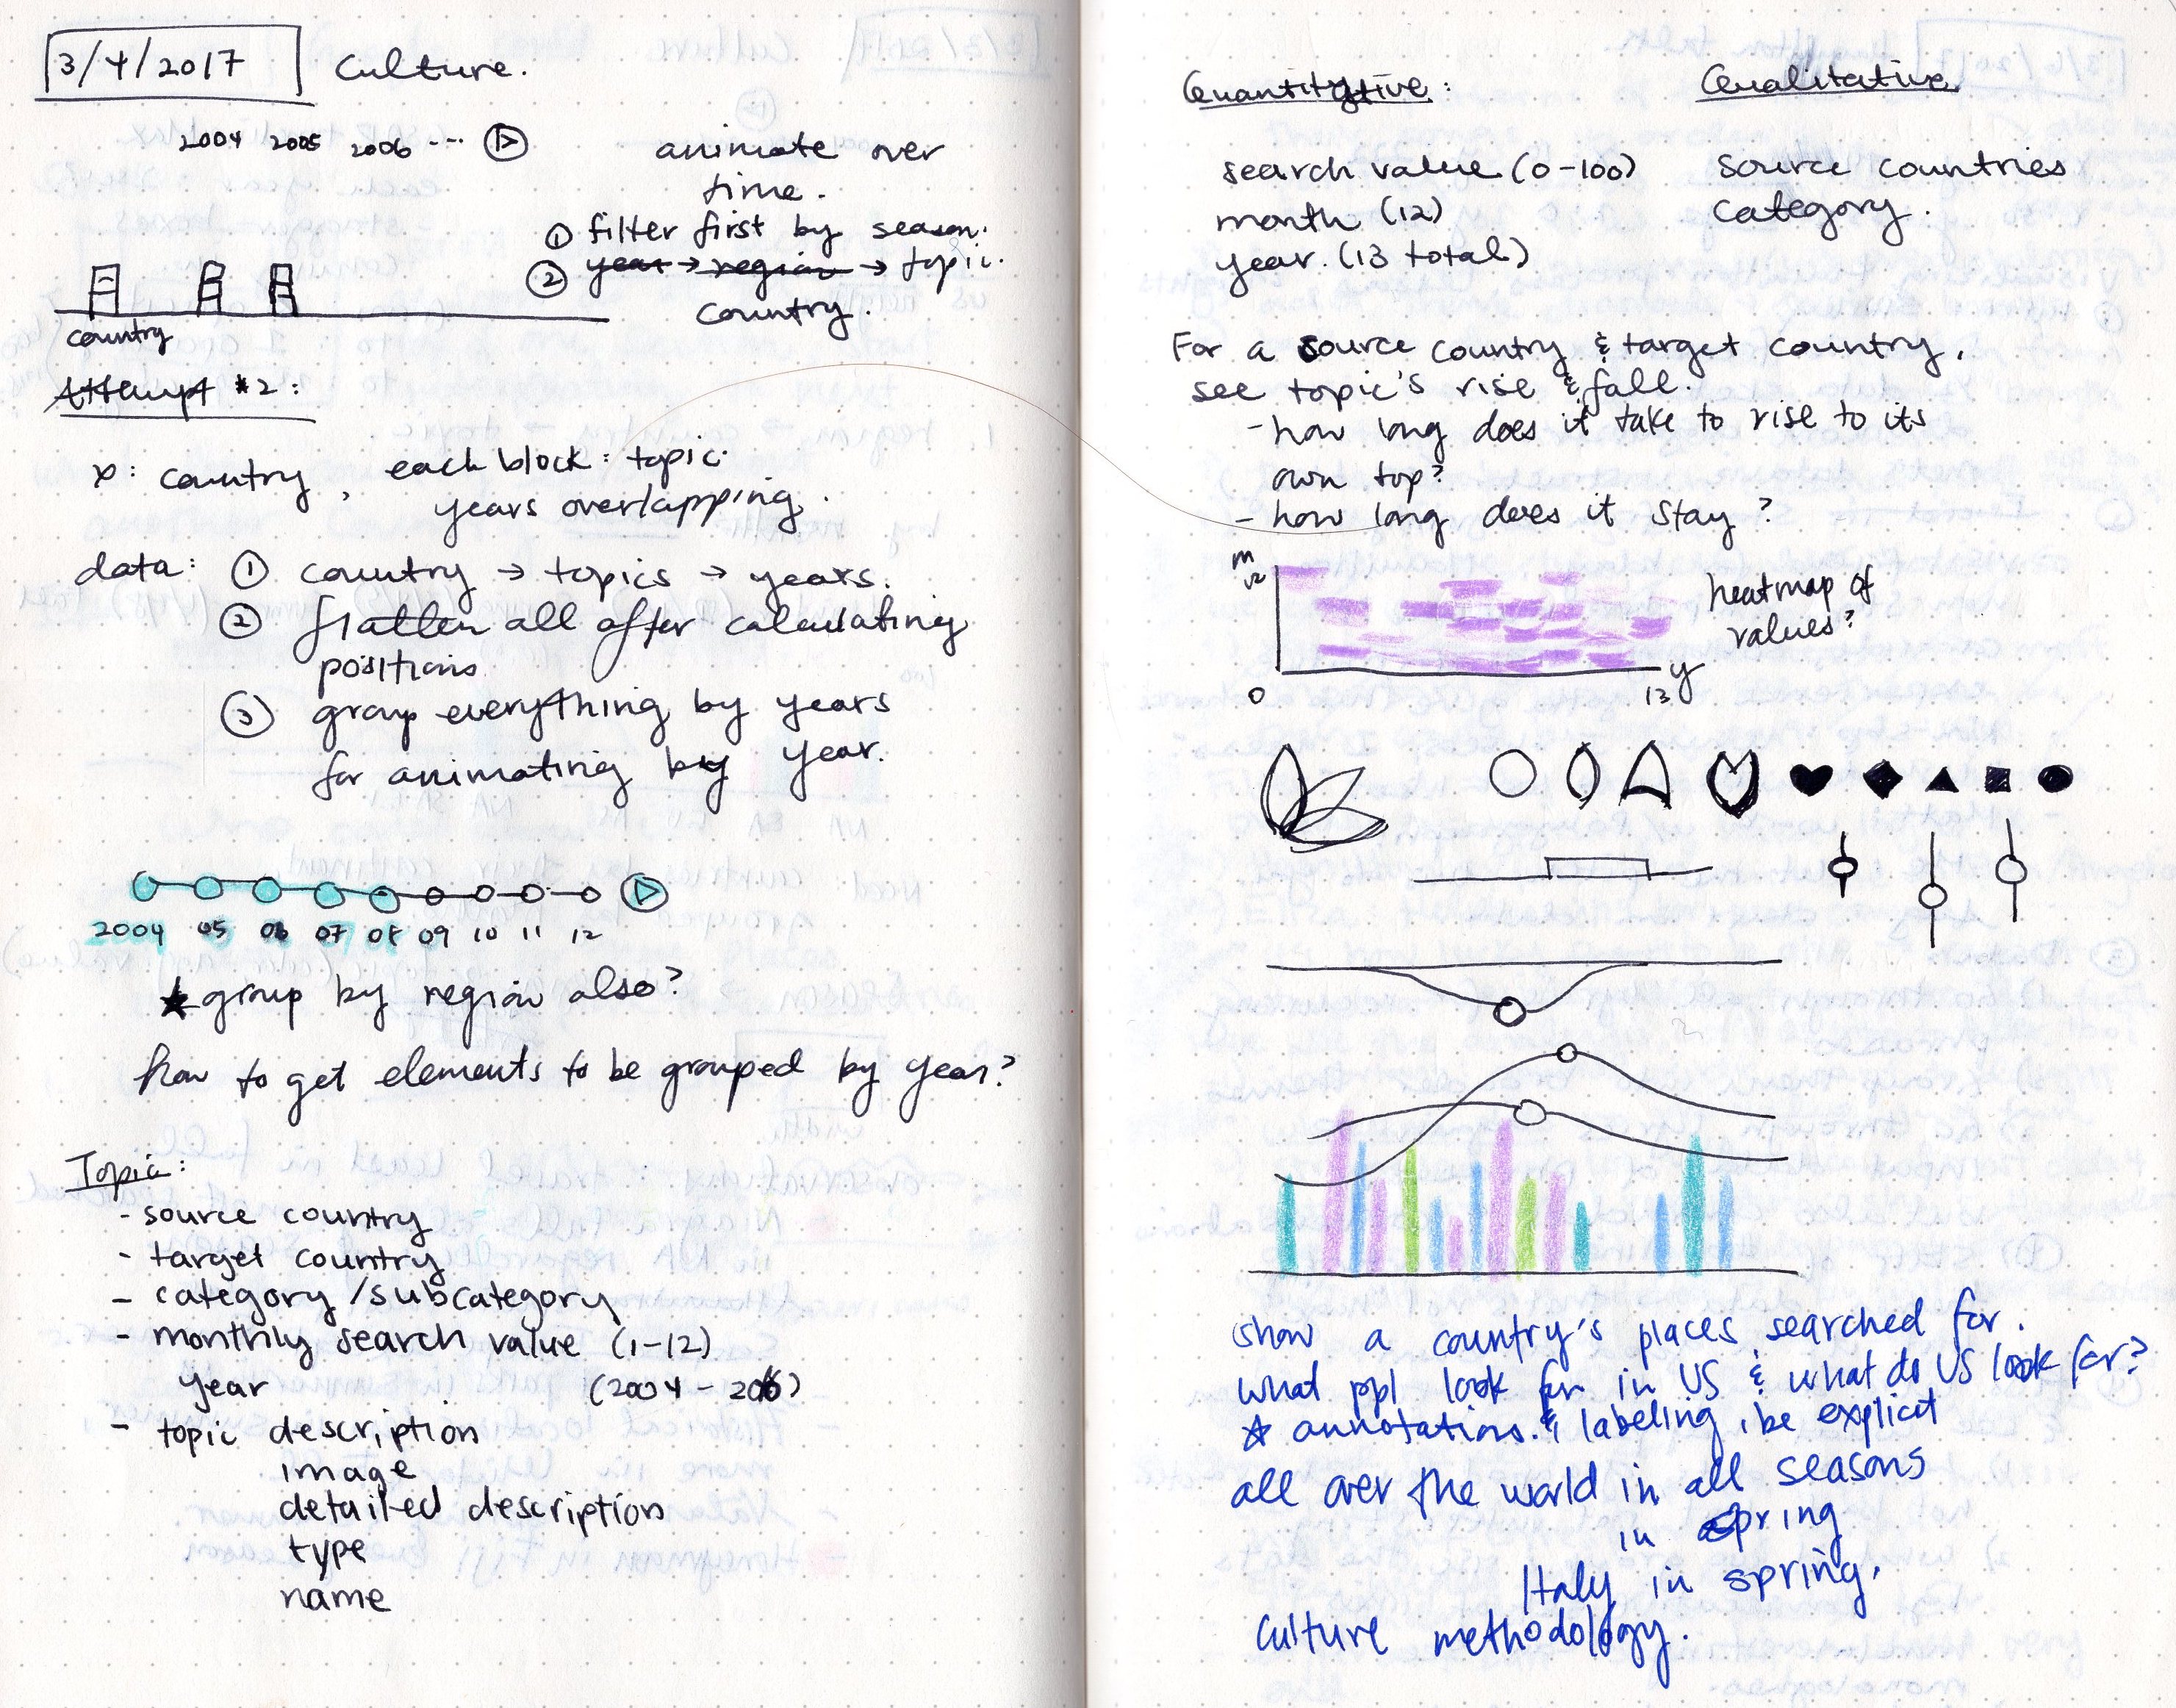 3/4/2017 Culture.
2004 2005 2006 ---
animate over
time.
① filter first by season.
② year → region → topic.
country.
country
Attempt #2:
x: country, each block: topic.
years overlapping.
data: ① country → topics → years.
② flatten all after calculating
positions
③ group everything by years
for animating by year.
2004 05 06 07 08 09 10 11 12
★ group by region also?
how to get elements to be grouped by year?
Topic:
- source country
- target country
- category/subcategory
- monthly search value (1-12)
year (2004 - 2016)
- topic description
image
detailed description
type
name
Quantitative: Qualitative
search value (0-100) source countries
month (12) category.
year. (13 total)
For a source country & target country,
see topic's rise & fall.
- how long does it take to rise to its
own top?
- how long does it stay?
m
12
heatmap of
values?
0 13 y
show a country's places searched for.
what ppl look for in US & what do US look for?
☆ annotations & labeling, be explicit
all over the world in all seasons
in spring
Italy in spring.
Culture methodology.